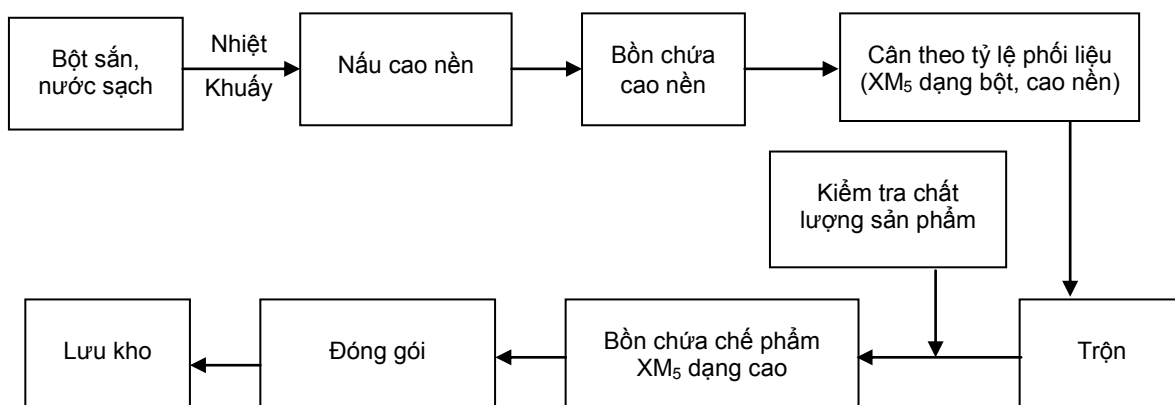 Bột sắn,
nước sạch
Nhiệt
Khuấy
Nấu cao nền
Bồn chứa
cao nền
Cân theo tỷ lệ phối liệu
(XM₅ dạng bột, cao nền)
Kiểm tra chất
lượng sản phẩm
Lưu kho
Đóng gói
Bồn chứa chế phẩm
XM₅ dạng cao
Trộn